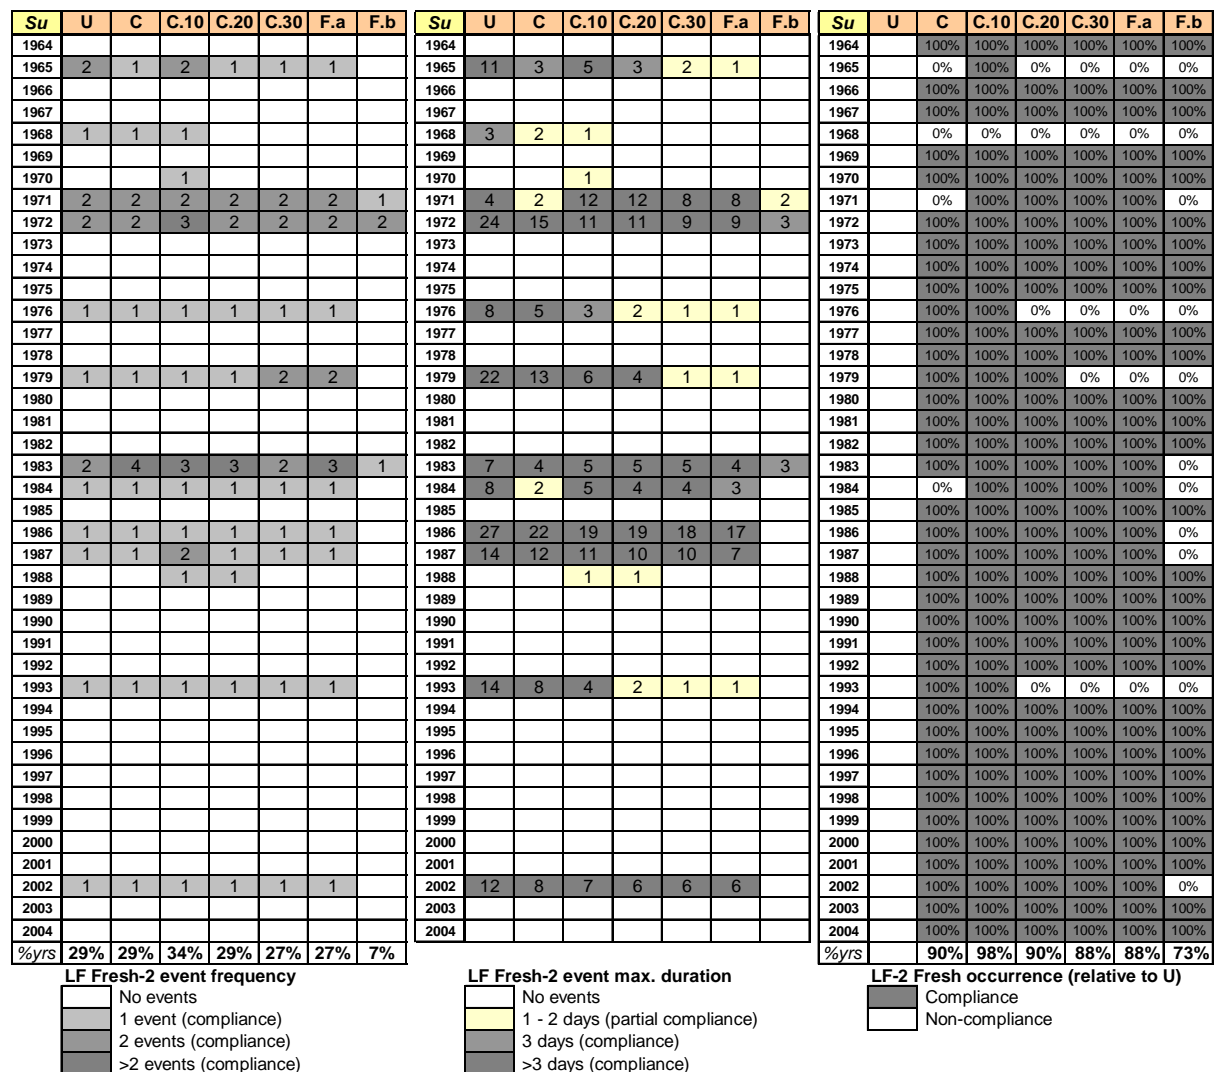 Su U C C.10 C.20 C.30 F.a F.b Su U C C.10 C.20 C.30 F.a F.b Su U C C.10 C.20 C.30 F.a F.b
1964 1964 1964 100% 100% 100% 100% 100% 100%
1965 2 1 2 1 1 1 1965 11 3 5 3 2 1 1965 0% 100% 0% 0% 0% 0%
1966 1966 1966 100% 100% 100% 100% 100% 100%
1967 1967 1967 100% 100% 100% 100% 100% 100%
1968 1 1 1 1968 3 2 1 1968 0% 0% 0% 0% 0% 0%
1969 1969 1969 100% 100% 100% 100% 100% 100%
1970 1 1970 1 1970 100% 100% 100% 100% 100% 100%
1971 2 2 2 2 2 2 1 1971 4 2 12 12 8 8 2 1971 0% 100% 100% 100% 100% 0%
1972 2 2 3 2 2 2 2 1972 24 15 11 11 9 9 3 1972 100% 100% 100% 100% 100% 100%
1973 1973 1973 100% 100% 100% 100% 100% 100%
1974 1974 1974 100% 100% 100% 100% 100% 100%
1975 1975 1975 100% 100% 100% 100% 100% 100%
1976 1 1 1 1 1 1 1976 8 5 3 2 1 1 1976 100% 100% 0% 0% 0% 0%
1977 1977 1977 100% 100% 100% 100% 100% 100%
1978 1978 1978 100% 100% 100% 100% 100% 100%
1979 1 1 1 1 2 2 1979 22 13 6 4 1 1 1979 100% 100% 100% 0% 0% 0%
1980 1980 1980 100% 100% 100% 100% 100% 100%
1981 1981 1981 100% 100% 100% 100% 100% 100%
1982 1982 1982 100% 100% 100% 100% 100% 100%
1983 2 4 3 3 2 3 1 1983 7 4 5 5 5 4 3 1983 100% 100% 100% 100% 100% 0%
1984 1 1 1 1 1 1 1984 8 2 5 4 4 3 1984 0% 100% 100% 100% 100% 0%
1985 1985 1985 100% 100% 100% 100% 100% 100%
1986 1 1 1 1 1 1 1986 27 22 19 19 18 17 1986 100% 100% 100% 100% 100% 0%
1987 1 1 2 1 1 1 1987 14 12 11 10 10 7 1987 100% 100% 100% 100% 100% 0%
1988 1 1 1988 1 1 1988 100% 100% 100% 100% 100% 100%
1989 1989 1989 100% 100% 100% 100% 100% 100%
1990 1990 1990 100% 100% 100% 100% 100% 100%
1991 1991 1991 100% 100% 100% 100% 100% 100%
1992 1992 1992 100% 100% 100% 100% 100% 100%
1993 1 1 1 1 1 1 1993 14 8 4 2 1 1 1993 100% 100% 0% 0% 0% 0%
1994 1994 1994 100% 100% 100% 100% 100% 100%
1995 1995 1995 100% 100% 100% 100% 100% 100%
1996 1996 1996 100% 100% 100% 100% 100% 100%
1997 1997 1997 100% 100% 100% 100% 100% 100%
1998 1998 1998 100% 100% 100% 100% 100% 100%
1999 1999 1999 100% 100% 100% 100% 100% 100%
2000 2000 2000 100% 100% 100% 100% 100% 100%
2001 2001 2001 100% 100% 100% 100% 100% 100%
2002 1 1 1 1 1 1 2002 12 8 7 6 6 6 2002 100% 100% 100% 100% 100% 0%
2003 2003 2003 100% 100% 100% 100% 100% 100%
2004 2004 2004 100% 100% 100% 100% 100% 100%
%yrs 29% 29% 34% 29% 27% 27% 7% %yrs 90% 98% 90% 88% 88% 73%
LF Fresh-2 event frequency LF Fresh-2 event max. duration LF-2 Fresh occurrence (relative to U)
No events No events Compliance
1 event (compliance) 1 - 2 days (partial compliance) Non-compliance
2 events (compliance) 3 days (compliance)
>2 events (compliance) >3 days (compliance)